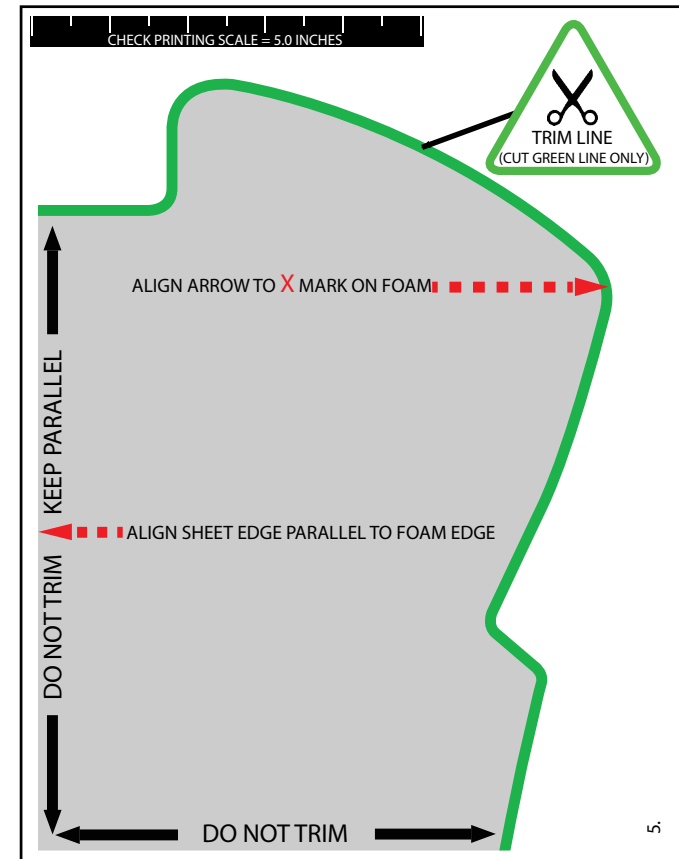 CHECK PRINTING SCALE = 5.0 INCHES
TRIM LINE
(CUT GREEN LINE ONLY)
ALIGN ARROW TO X MARK ON FOAM
KEEP PARALLEL
ALIGN SHEET EDGE PARALLEL TO FOAM EDGE
DO NOT TRIM
DO NOT TRIM
5.